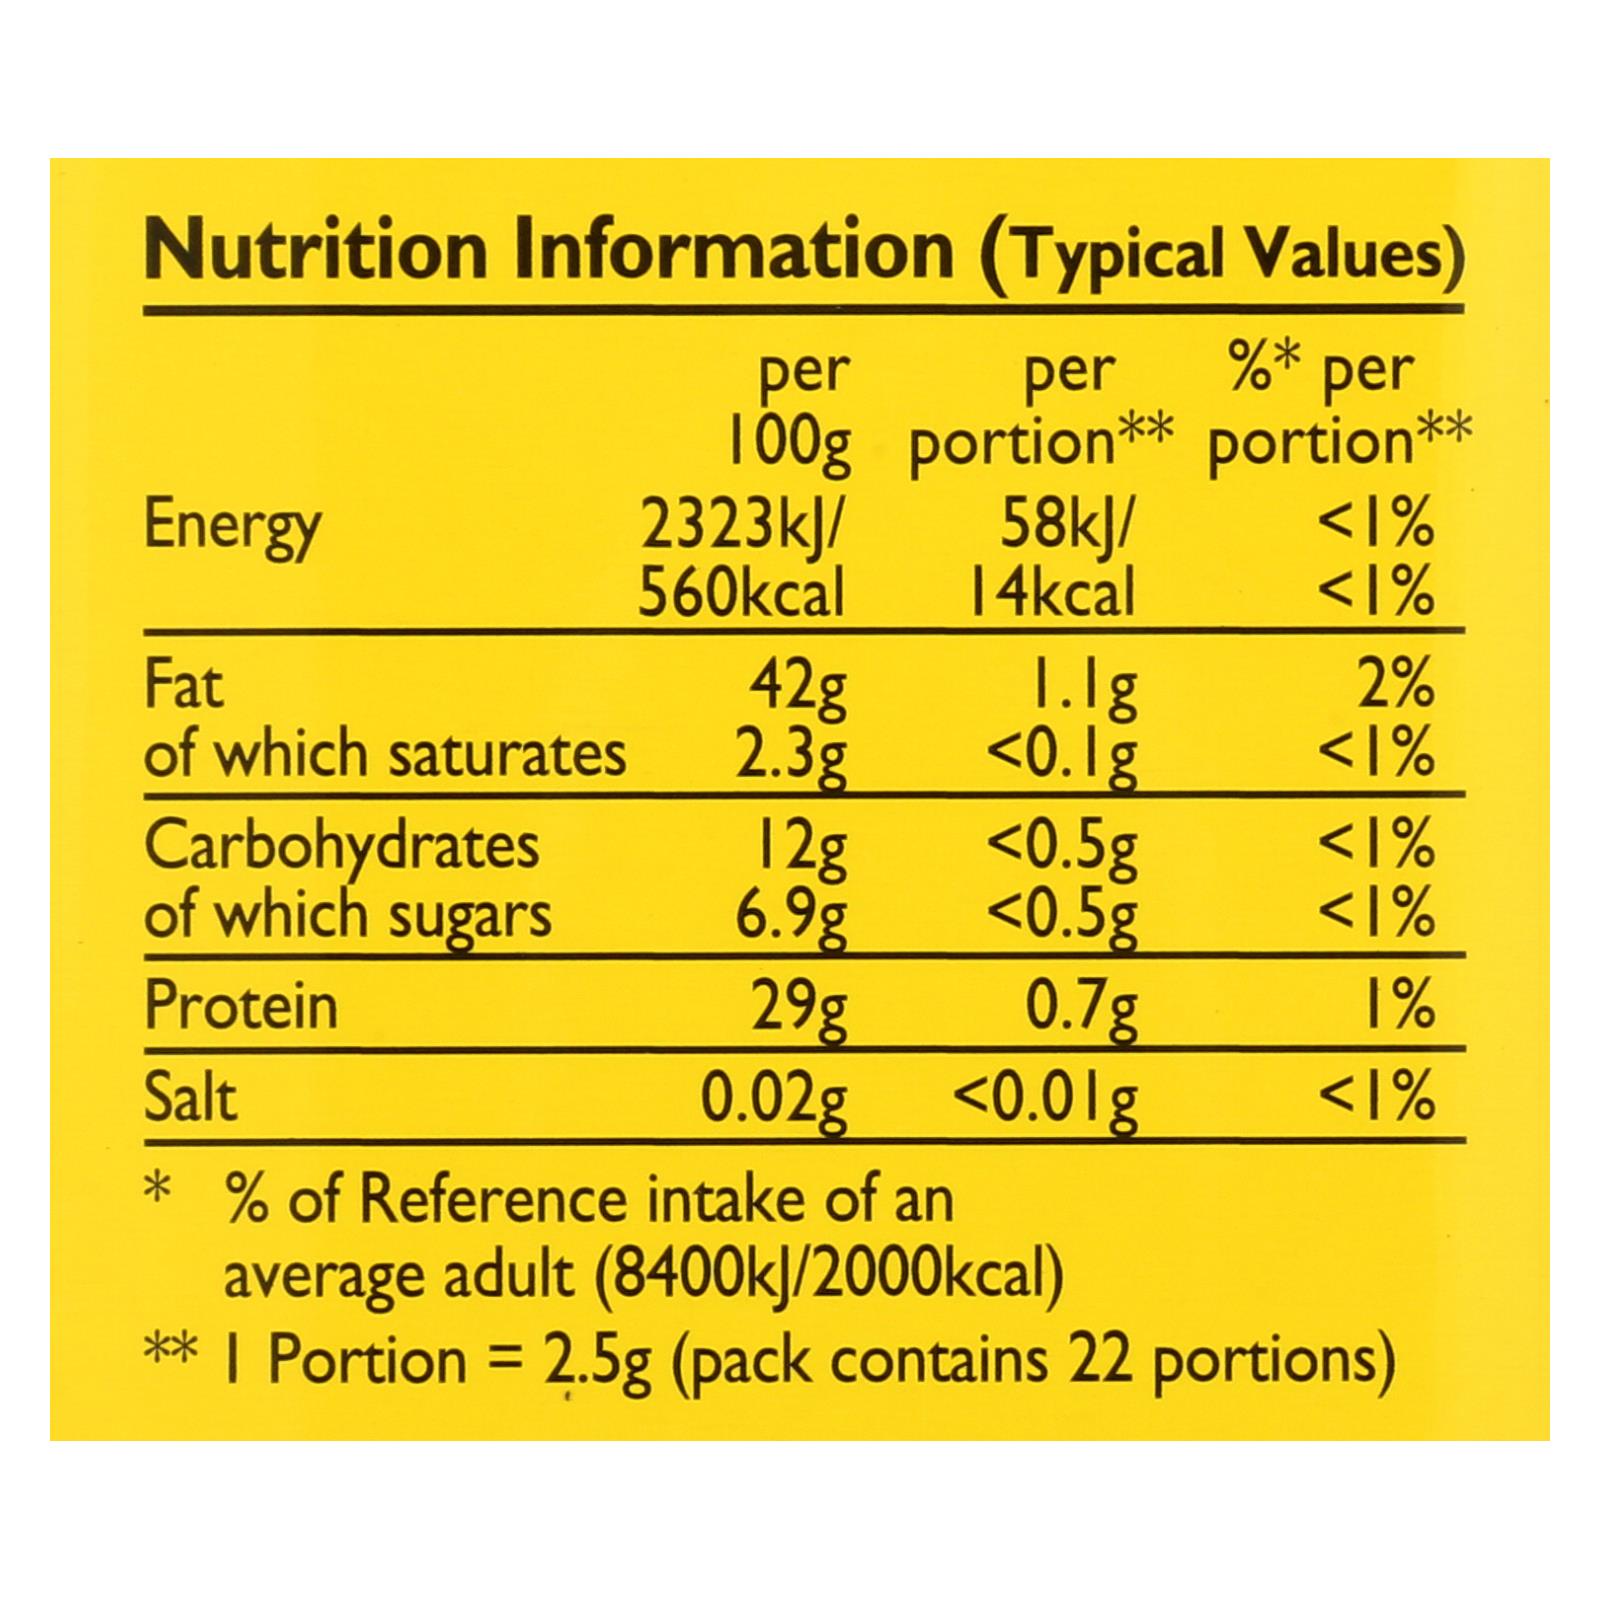 Nutrition Information (Typical Values)
per per %* per
100g portion** portion**
Energy 2323kJ/ 58kJ/ <1%
560kcal 14kcal <1%
Fat 42g 1.1g 2%
of which saturates 2.3g <0.1g <1%
Carbohydrates 12g <0.5g <1%
of which sugars 6.9g <0.5g <1%
Protein 29g 0.7g 1%
Salt 0.02g <0.01g <1%
* % of Reference intake of an
average adult (8400kJ/2000kcal)
** 1 Portion = 2.5g (pack contains 22 portions)